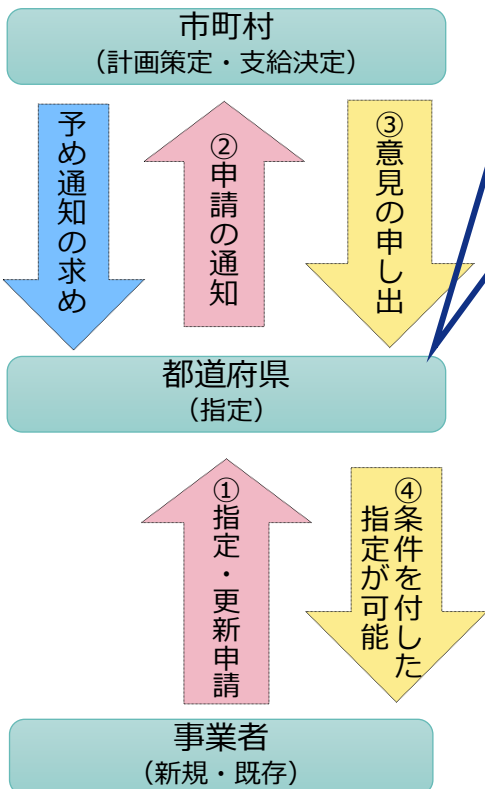 市町村
（計画策定・支給決定）
予め通知の求め
②申請の通知
③意見の申し出
都道府県
（指定）
①指定・更新申請
④条件を付した
指定が可能
事業者
（新規・既存）